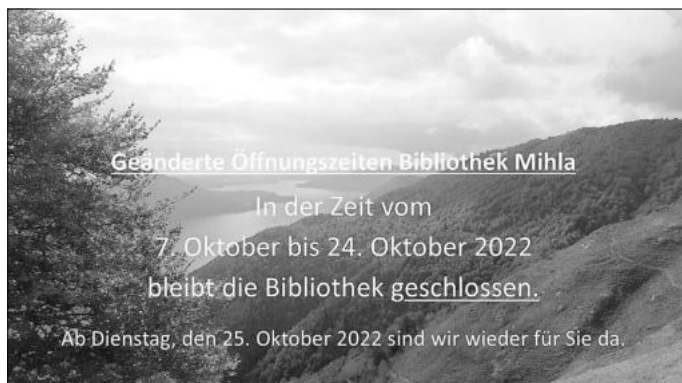 Geänderte Öffnungszeiten Bibliothek Mihla
In der Zeit vom
7. Oktober bis 24. Oktober 2022
bleibt die Bibliothek geschlossen.
Ab Dienstag, den 25. Oktober 2022 sind wir wieder für Sie da.